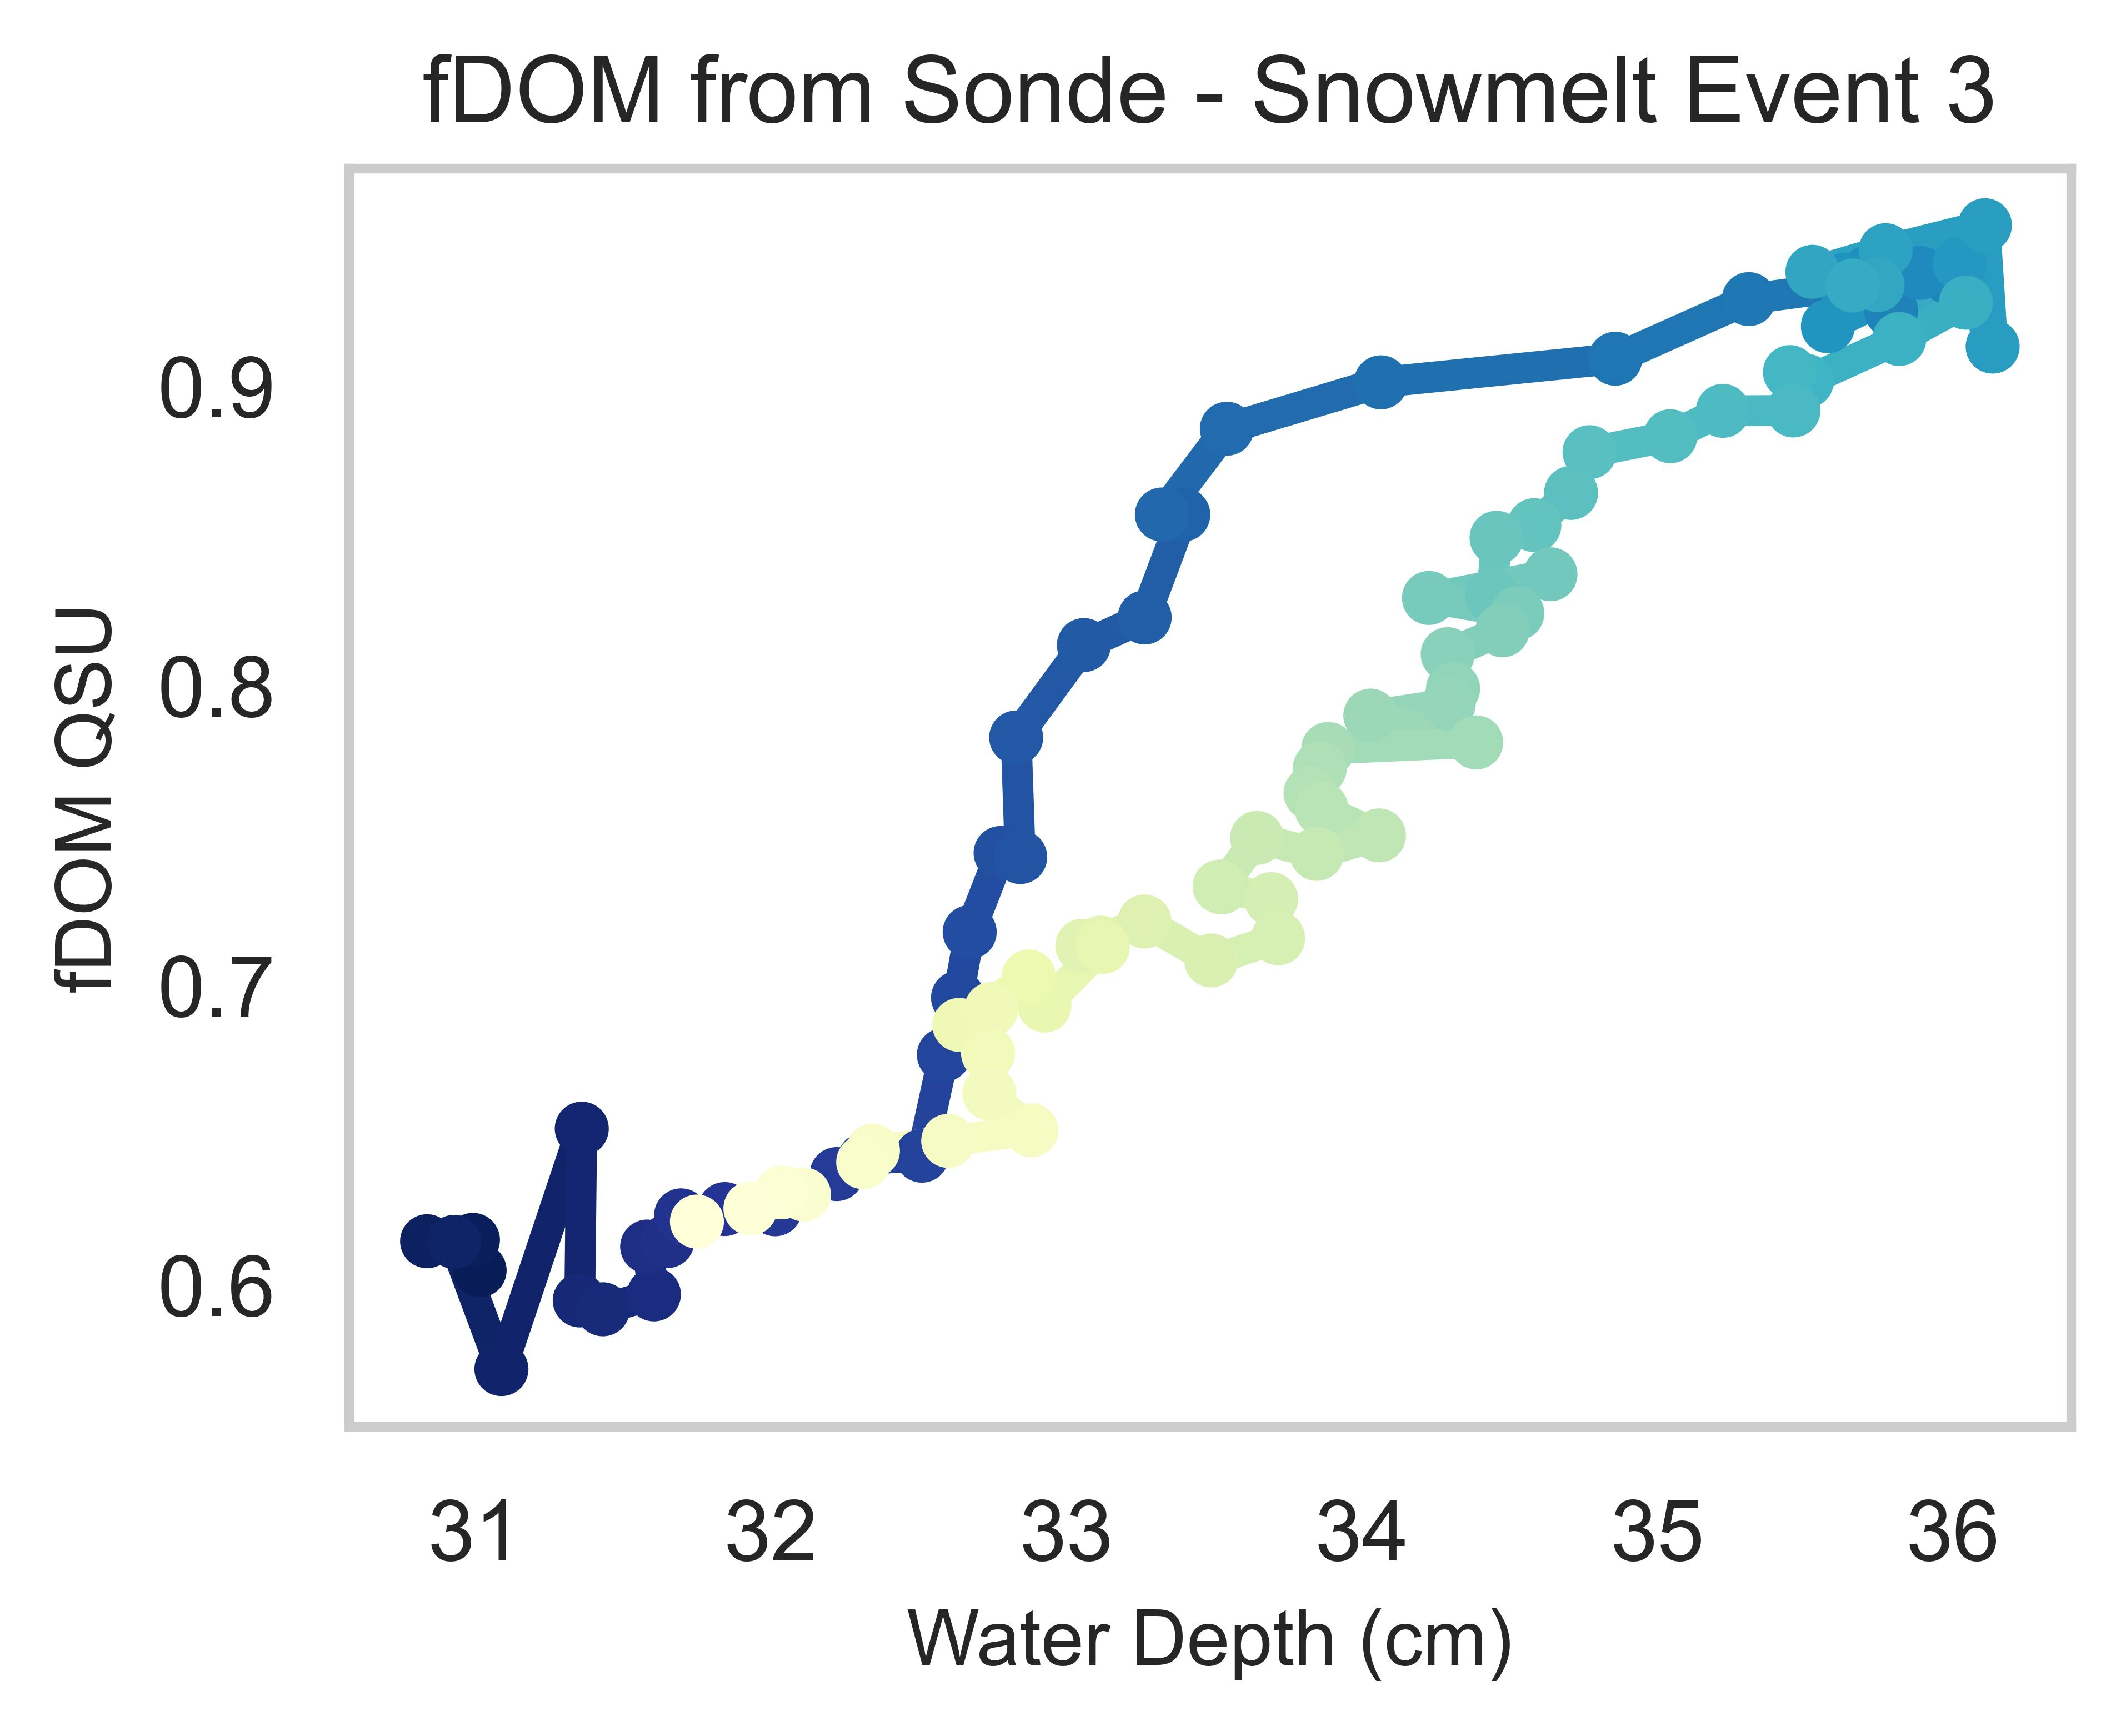 fDOM from Sonde - Snowmelt Event 3
fDOM QSU
0.9
0.8
0.7
0.6
31 32 33 34 35 36
Water Depth (cm)